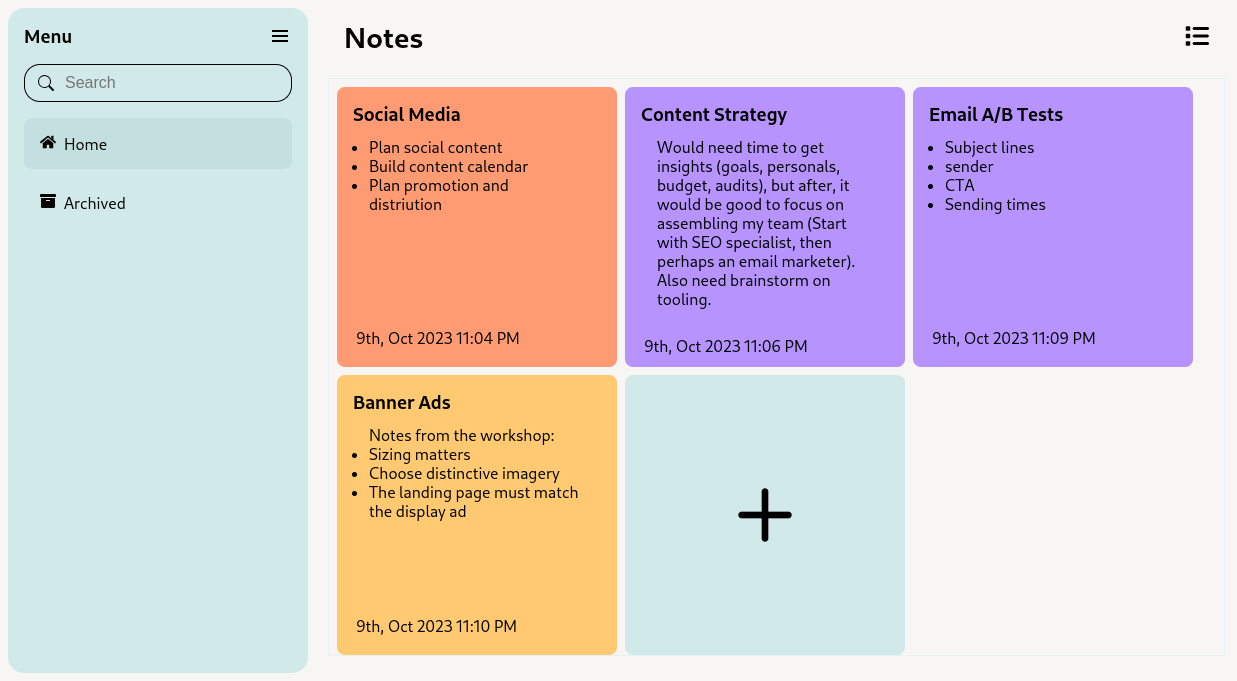 Menu
Search
Home
Archived
Notes
Social Media
Plan social content
Build content calendar
Plan promotion and
distriution
9th, Oct 2023 11:04 PM
Content Strategy
Would need time to get
insights (goals, personals,
budget, audits), but after, it
would be good to focus on
assembling my team (Start
with SEO specialist, then
perhaps an email marketer).
Also need brainstorm on
tooling.
9th, Oct 2023 11:06 PM
Email A/B Tests
Subject lines
sender
CTA
Sending times
9th, Oct 2023 11:09 PM
Banner Ads
Notes from the workshop:
Sizing matters
Choose distinctive imagery
The landing page must match
the display ad
9th, Oct 2023 11:10 PM